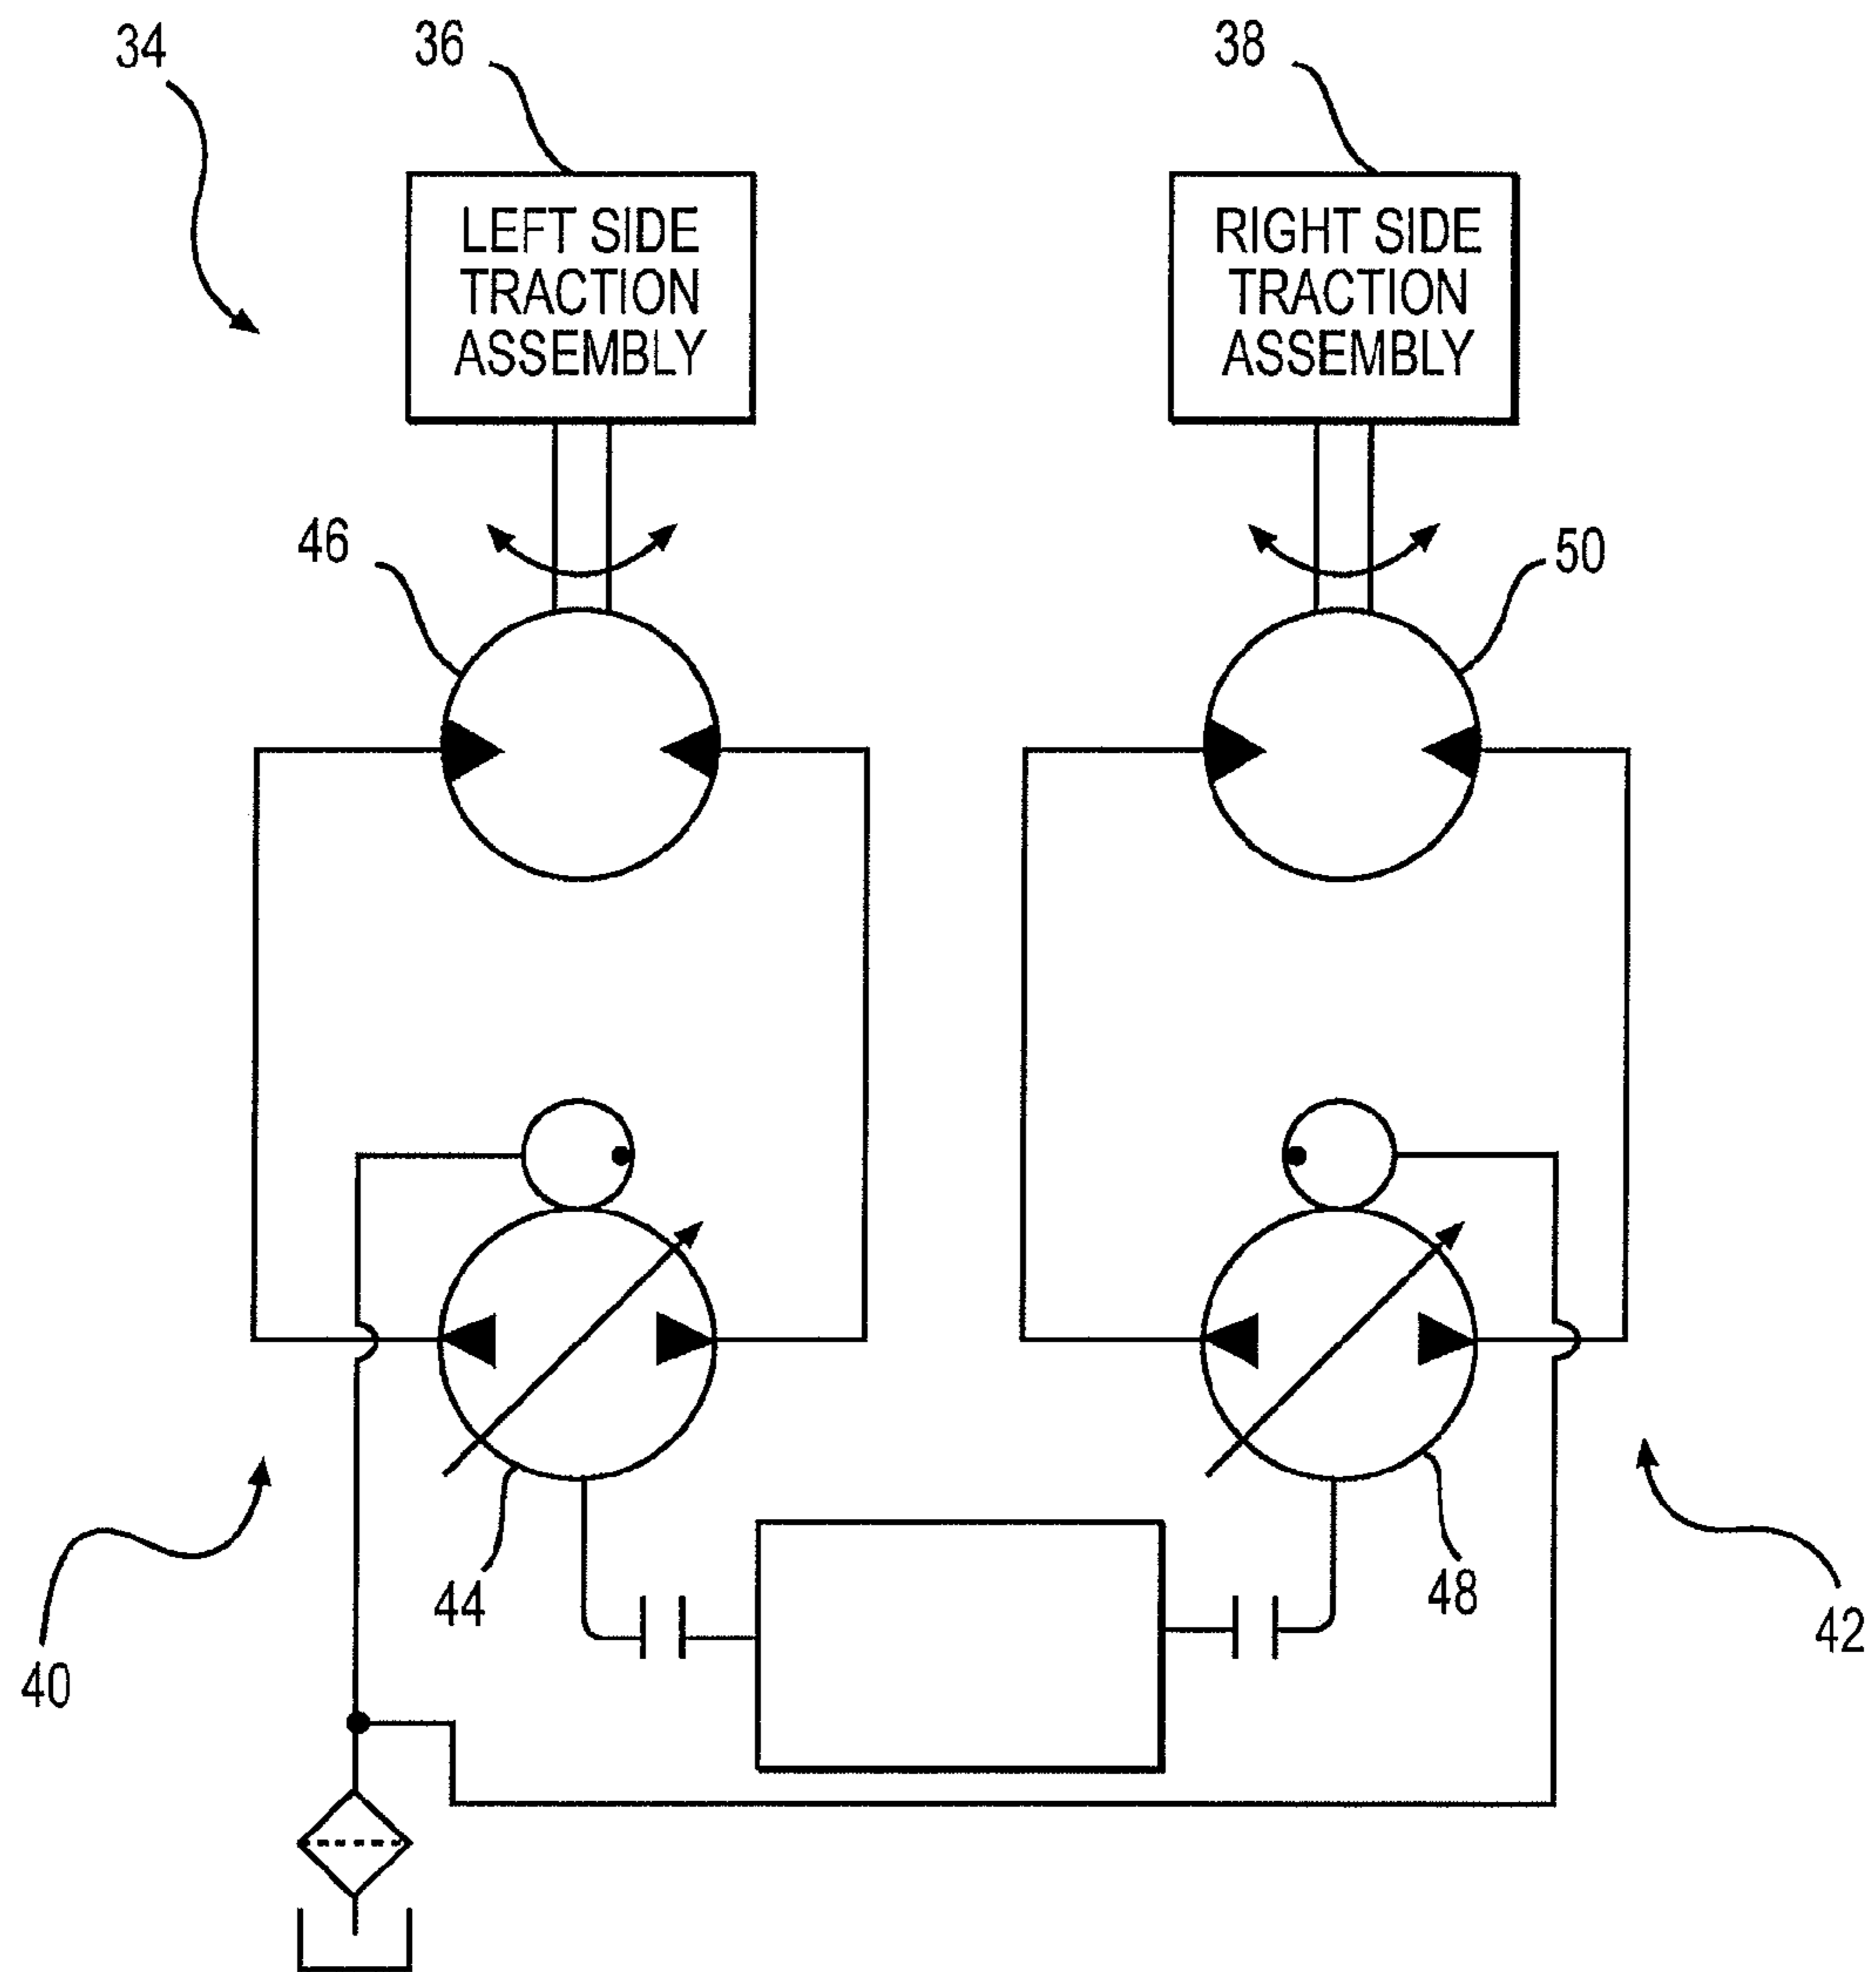 34
36
38
LEFT SIDE
TRACTION
ASSEMBLY
RIGHT SIDE
TRACTION
ASSEMBLY
46
50
44
48
40
42